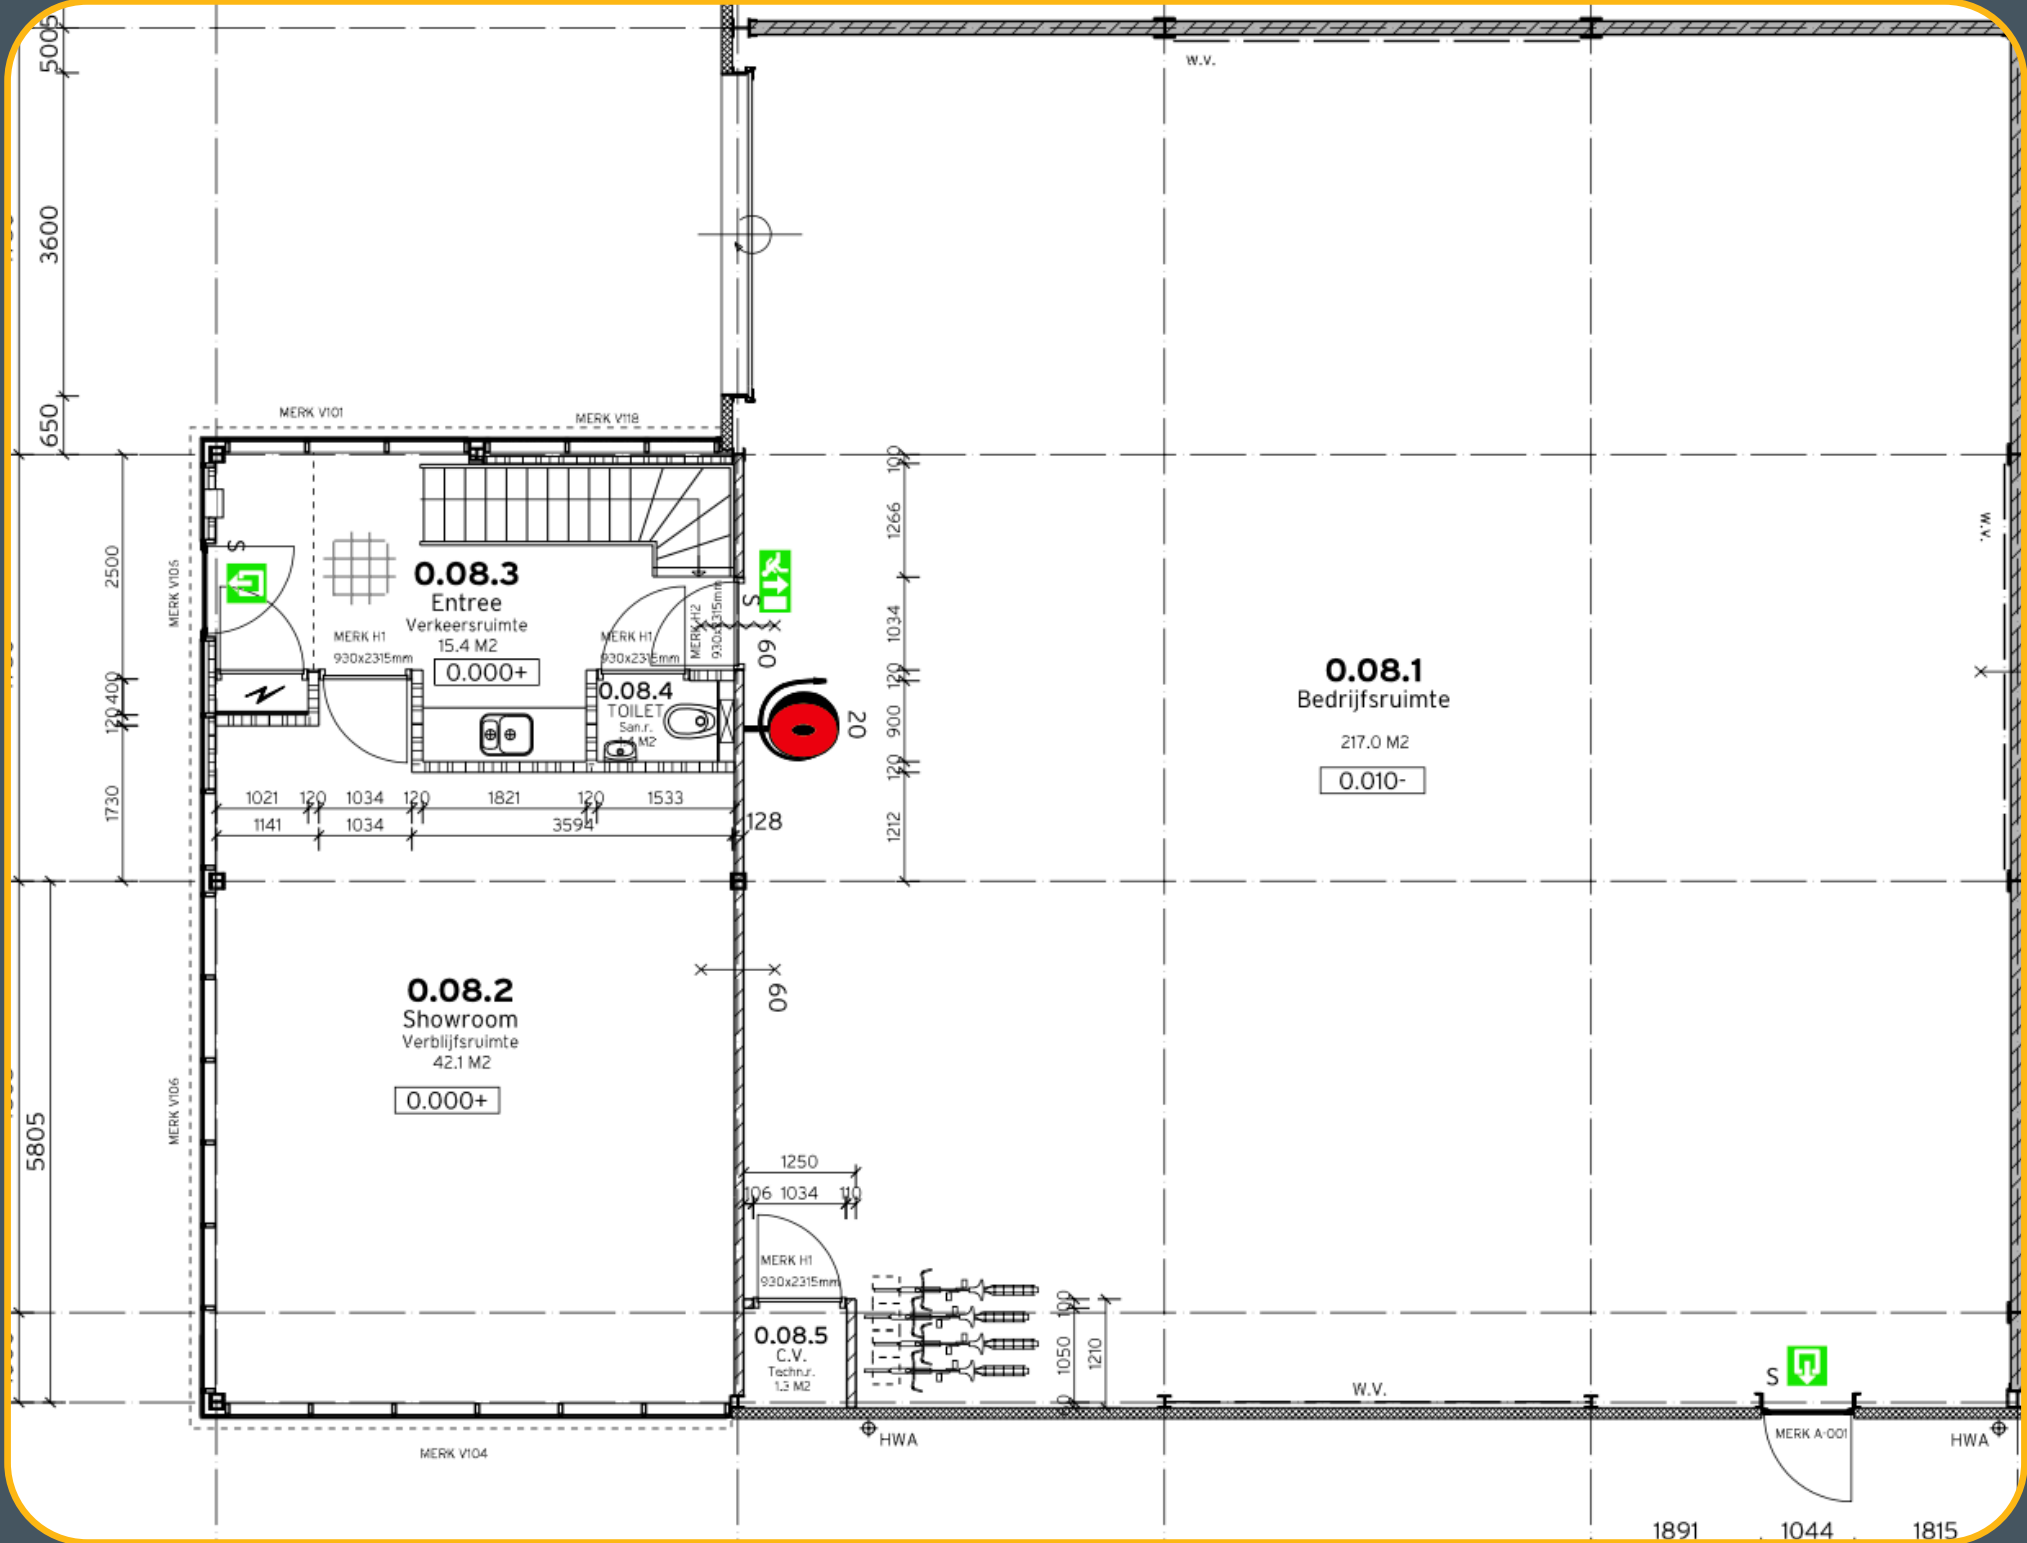 5005
3600
650
W.V.
MERK V101
MERK V118
MERK V105
2500
400
120
1730
S
0.08.3
Entree
Verkeersruimte
15.4 M2
0.000+
MERK H1
930x2315mm
MERK H1
930x2315mm
MERK H2
930x2315mm
S
60
0.08.4
TOILET
San.r.
1.4 M2
20
100
1266
1034
120
900
120
1212
1021 120 1034 120 1821 120 1533
1141 1034 3594 128
0.08.1
Bedrijfsruimte
217.0 M2
0.010-
W.V.
0.08.2
Showroom
Verblijfsruimte
42.1 M2
0.000+
60
MERK V106
5805
1250
106 1034 110
MERK H1
930x2315mm
0.08.5
C.V.
Techn.r.
1.3 M2
100
1050
1210
W.V.
S
MERK A-001
HWA
HWA
MERK V104
1891 1044 1815